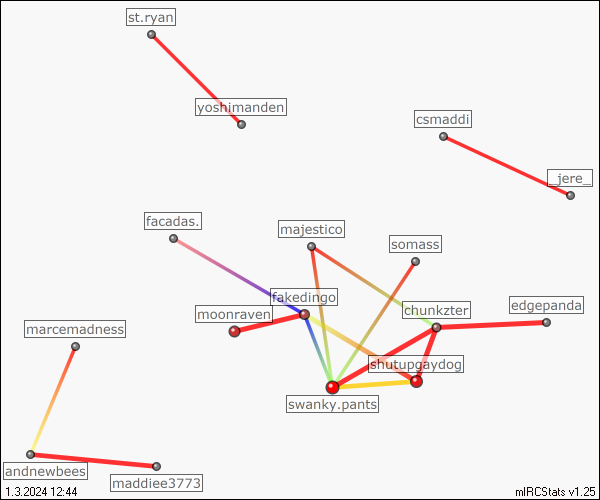 st.ryan
yoshimanden
csmaddi
_jere_
facadas.
majestico
somass
fakedingo
moonraven
hunkzter
edgepanda
marcemadness
shutupgaydog
swanky.pants
andnewbees
maddiee3773
1.3.2024 12:44
mIRCStats v1.25